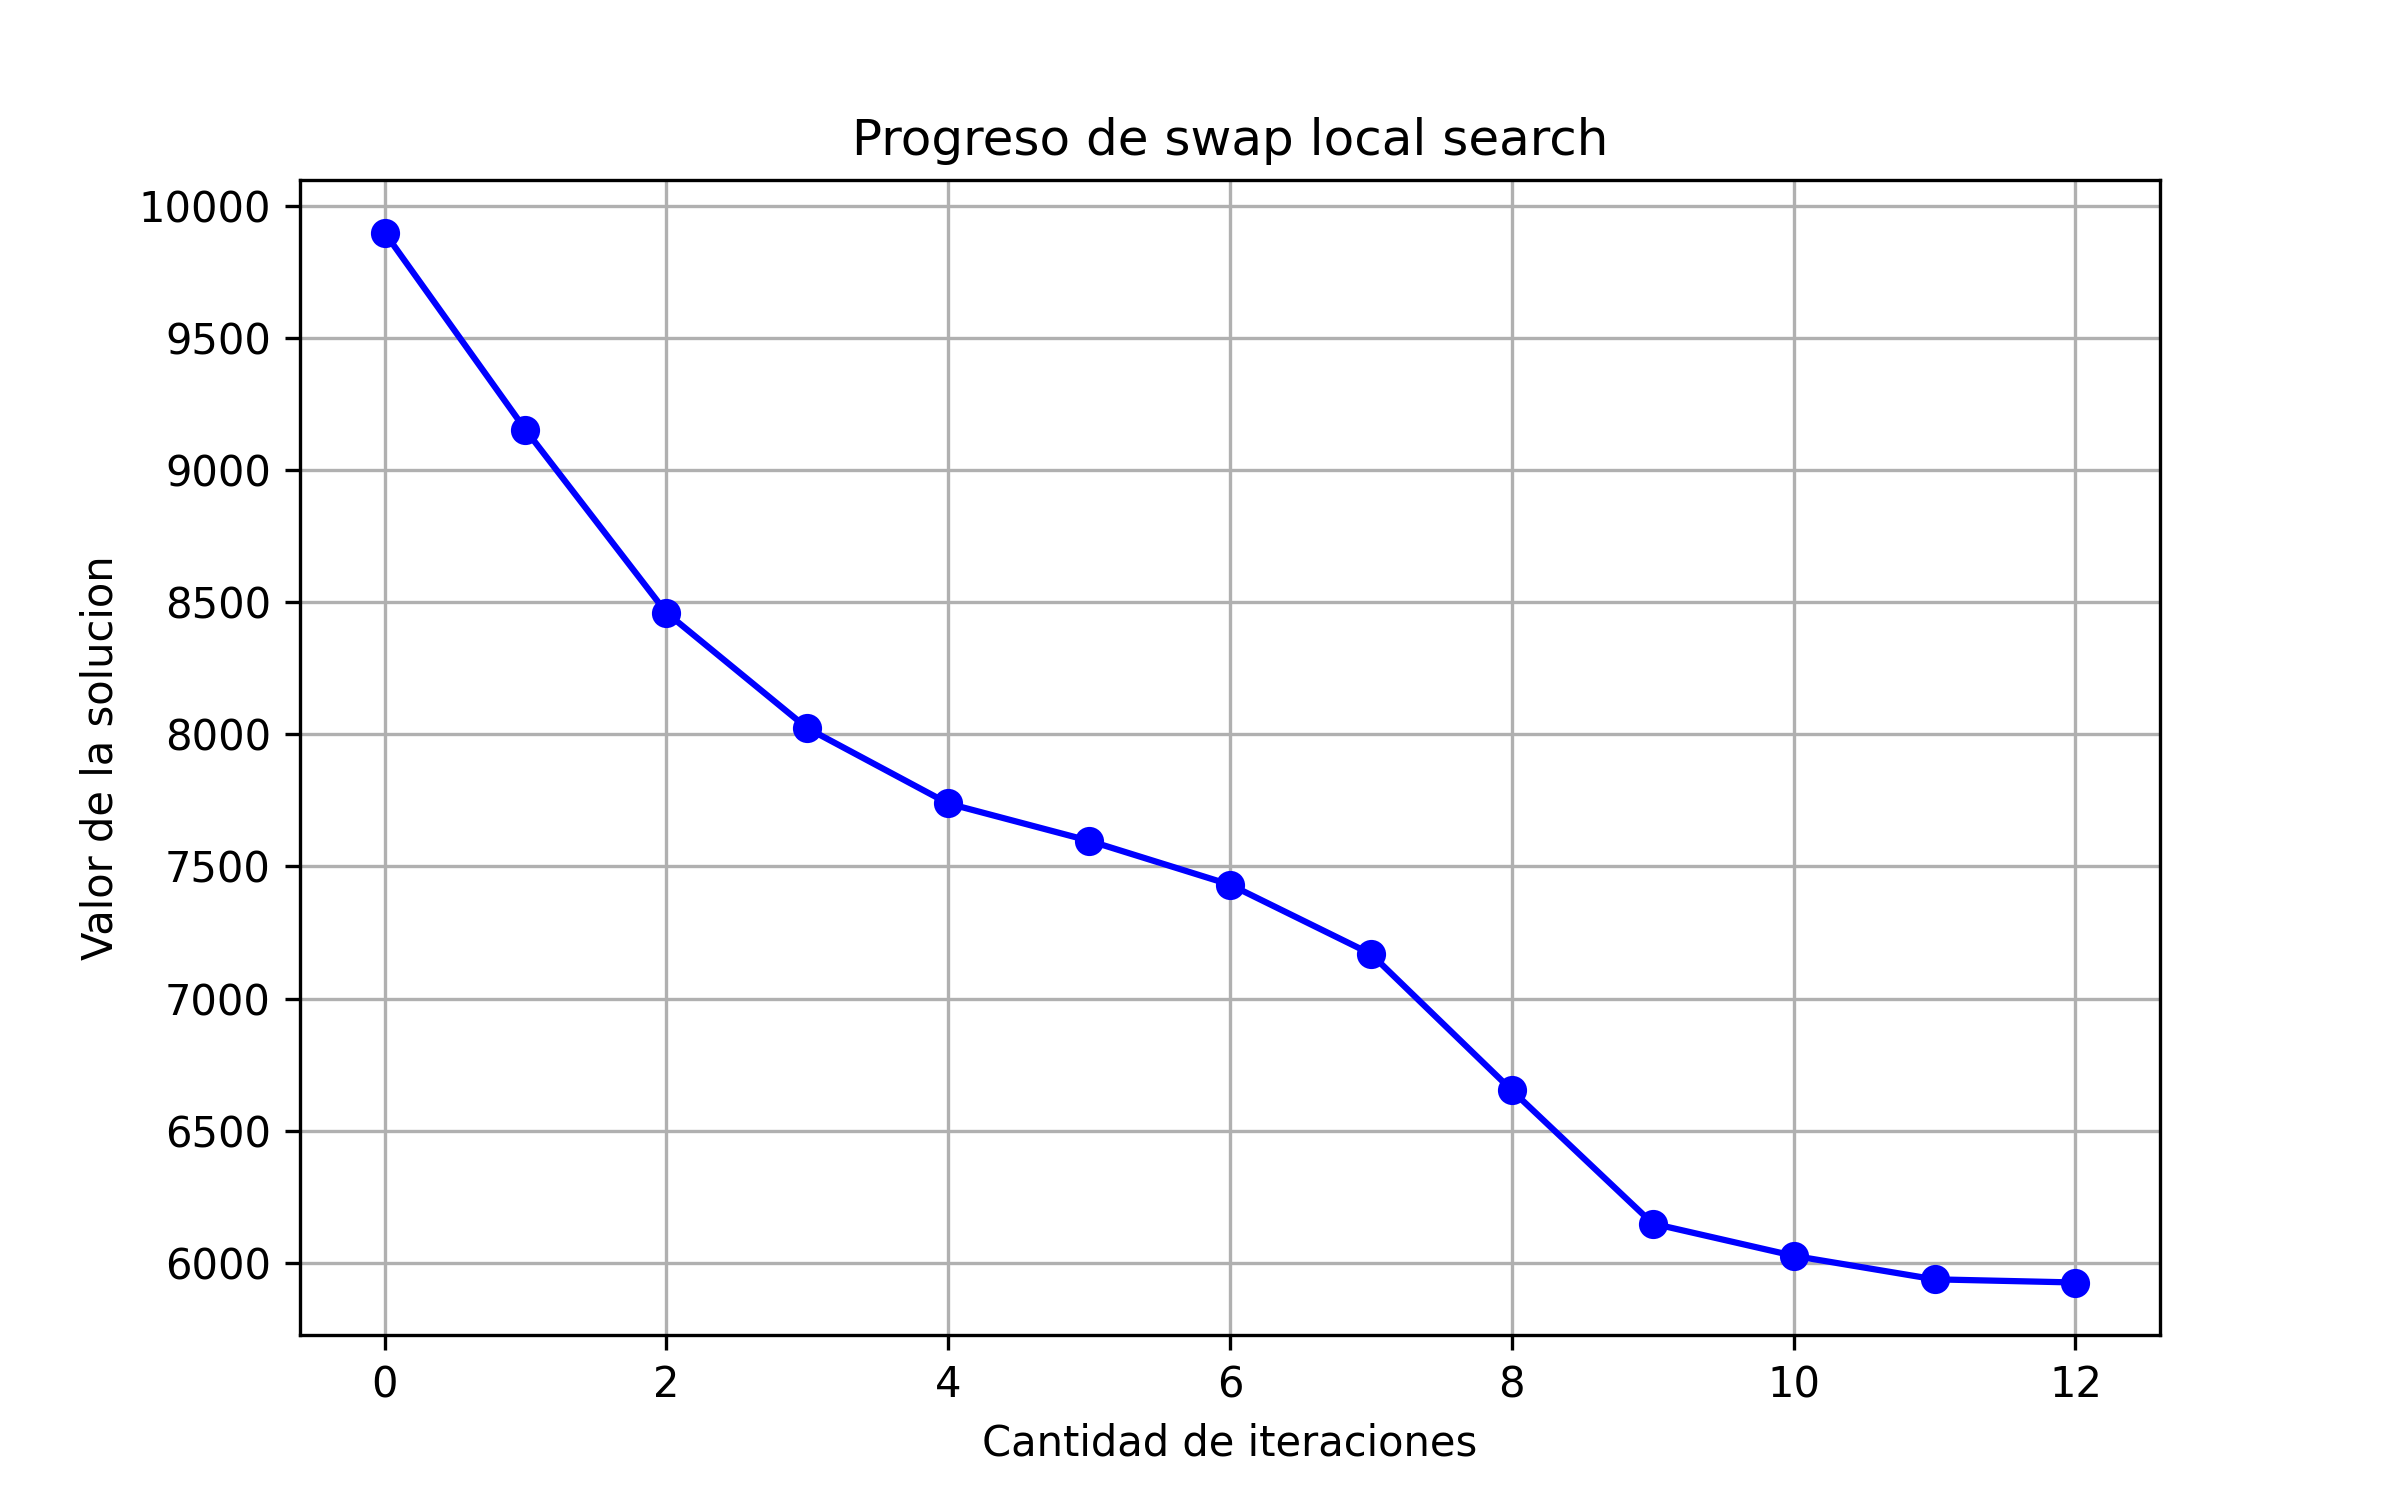 Progreso de swap local search
10000
9500
9000
8500
8000
7500
7000
6500
6000
Valor de la solucion
0 2 4 6 8 10 12
Cantidad de iteraciones